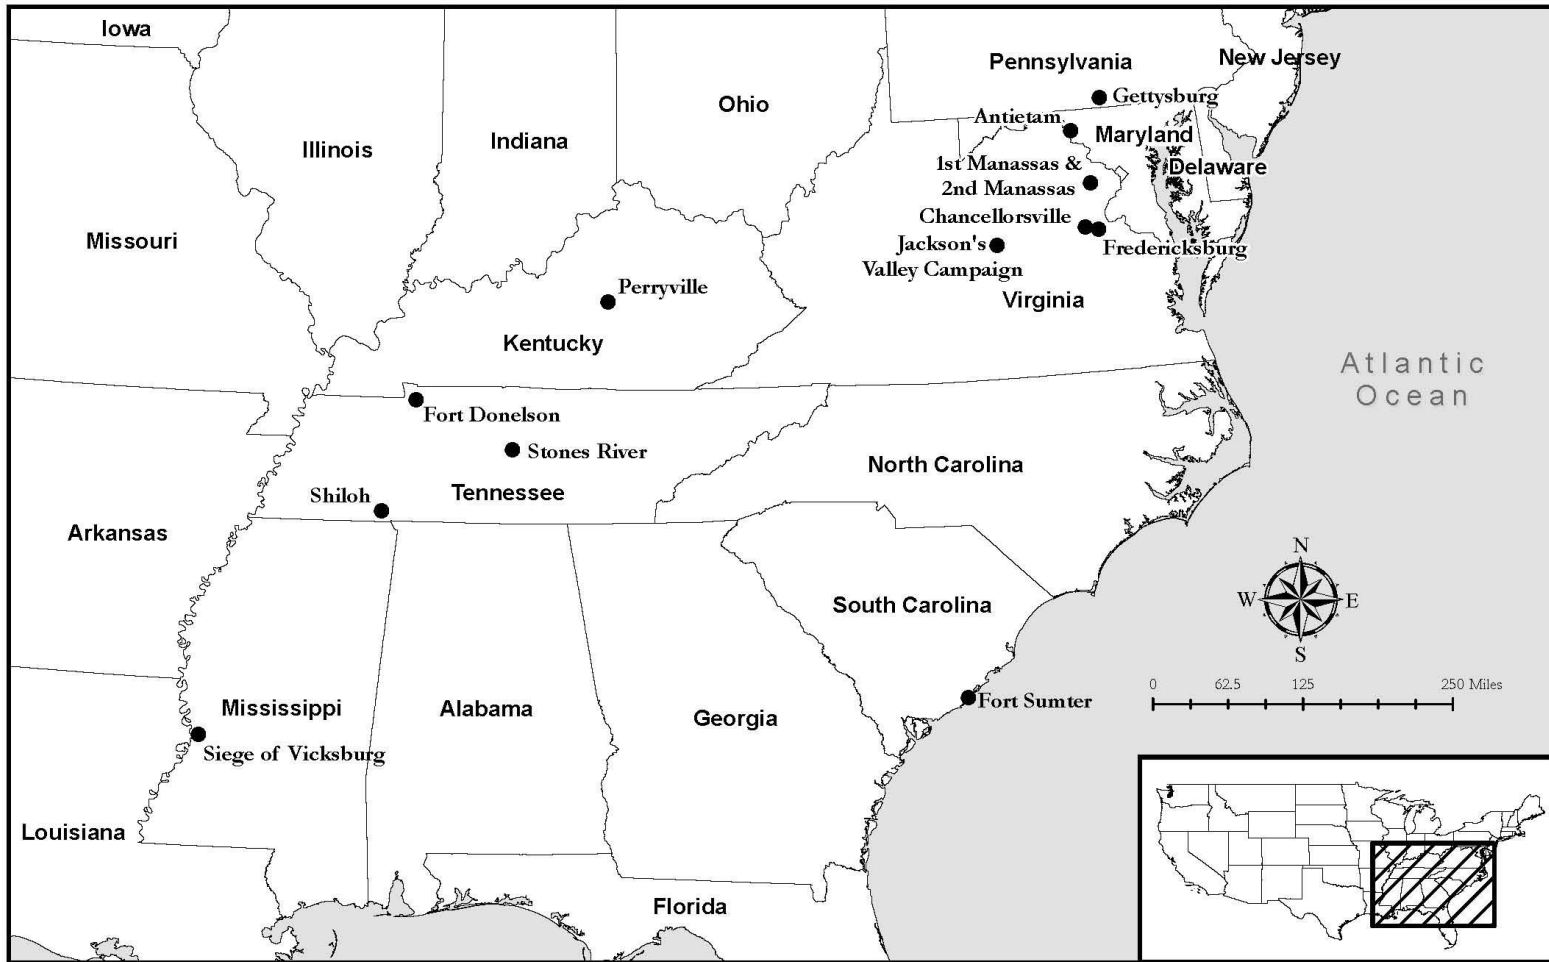 Iowa
Pennsylvania
New Jersey
Gettysburg
Ohio
Antietam
Maryland
Indiana
Illinois
1st Manassas &
2nd Manassas
Delaware
Chancellorsville
Missouri
Jackson's
Valley Campaign
Fredericksburg
Perryville
Virginia
Kentucky
Atlantic
Ocean
Fort Donelson
Stones River
North Carolina
Shiloh
Tennessee
Arkansas
N
W
E
S
South Carolina
0 62.5 125 250 Miles
Fort Sumter
Mississippi
Alabama
Georgia
Siege of Vicksburg
Louisiana
Florida